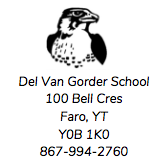 Del Van Gorder School
100 Bell Cres
Faro, YT
Y0B 1K0
867-994-2760